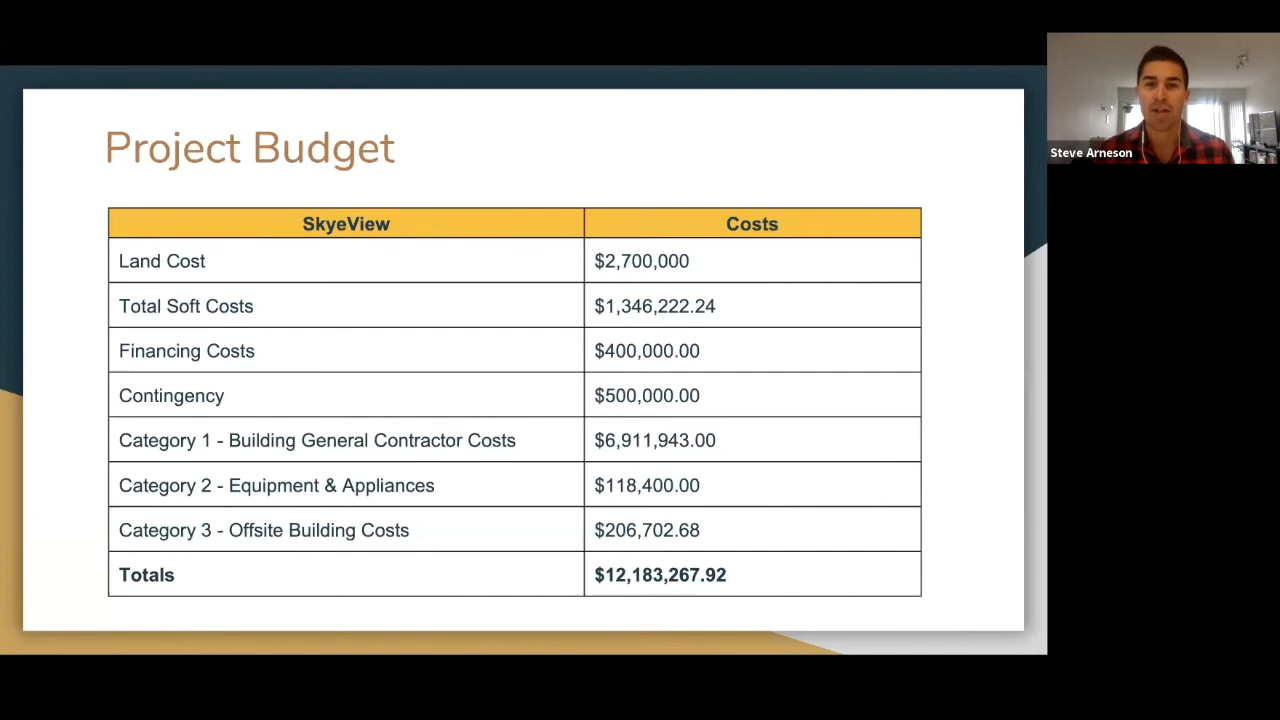 Project Budget
Steve Arneson
SkyeView Costs
Land Cost $2,700,000
Total Soft Costs $1,346,222.24
Financing Costs $400,000.00
Contingency $500,000.00
Category 1 - Building General Contractor Costs $6,911,943.00
Category 2 - Equipment & Appliances $118,400.00
Category 3 - Offsite Building Costs $206,702.68
Totals $12,183,267.92